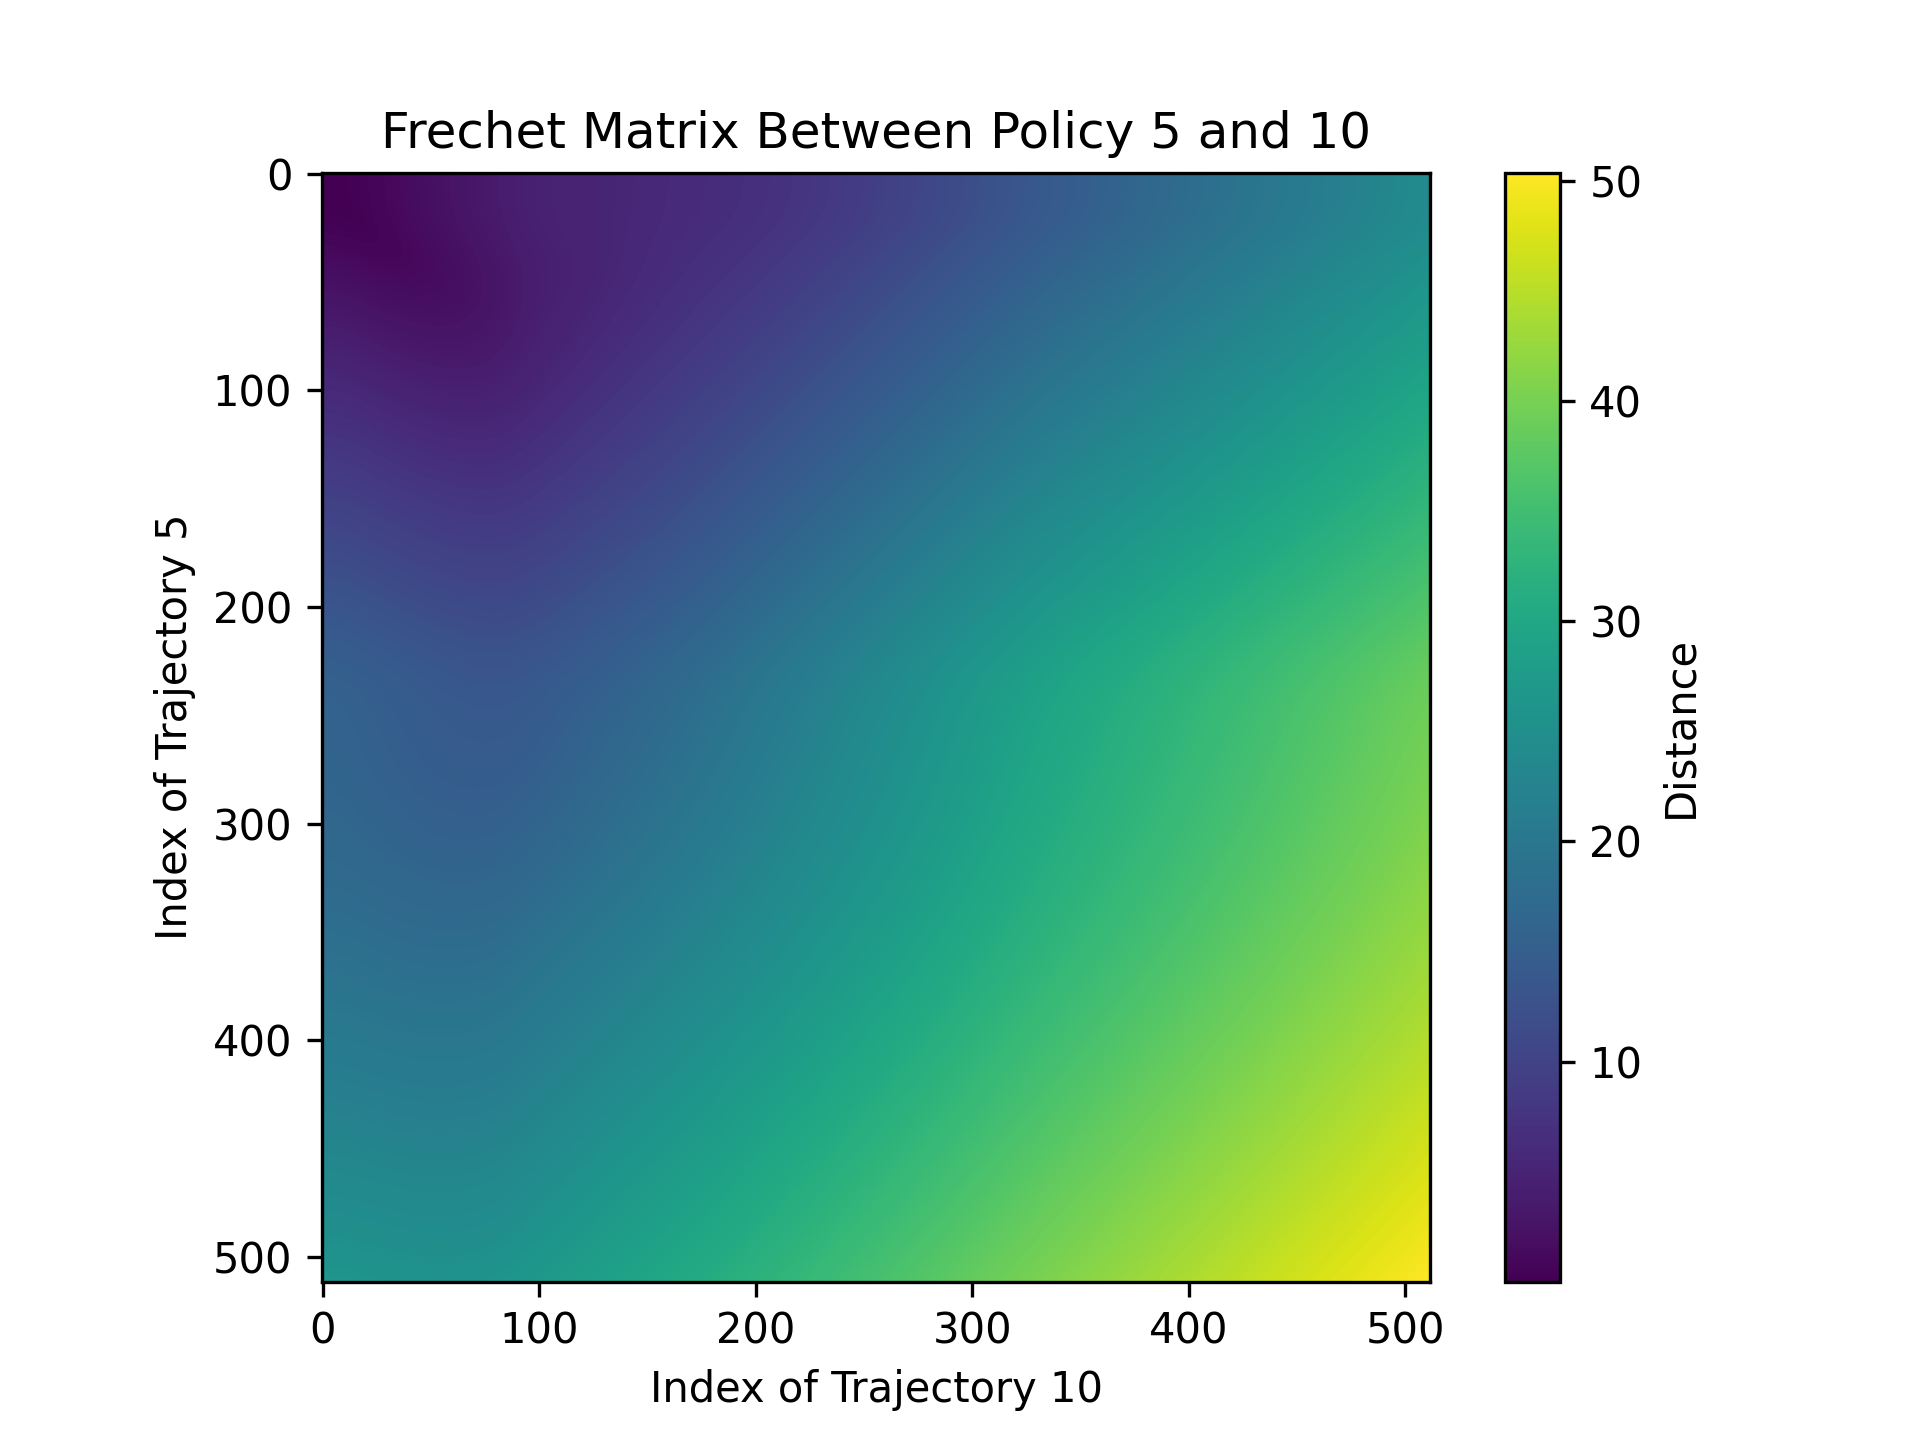 Frechet Matrix Between Policy 5 and 10
0
100
200
300
400
500
Index of Trajectory 5
0 100 200 300 400 500
Index of Trajectory 10
50
40
30
20
10
Distance